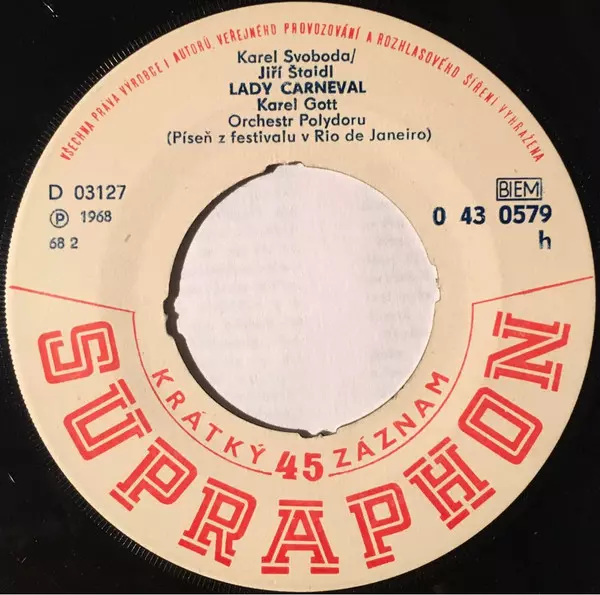 VŠECHNA PRÁVA VÝROBCE I AUTORŮ, VEŘEJNÉHO PROVOZOVÁNÍ A ROZHLASOVÉHO ŠÍŘENÍ VYHRAŽENA
Karel Svoboda/
Jiří Štaidl
LADY CARNEVAL
Karel Gott
Orchestr Polydoru
(Píseň z festivalu v Rio de Janeiro)
D 03127
BIEM
℗ 1968
0 43 0579
68 2
h
KRÁTKÝ 45 ZÁZNAM
SUPRAPHON